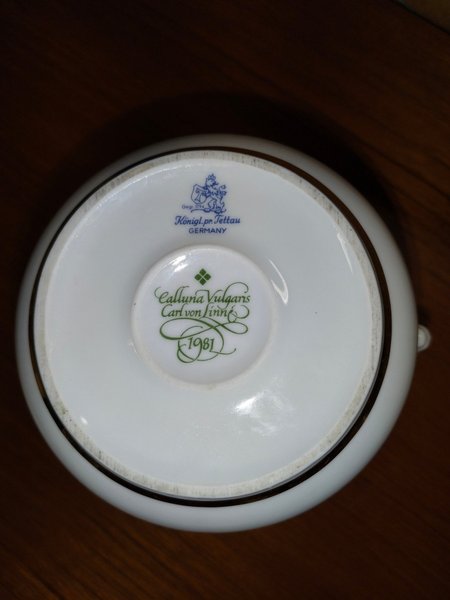 Königl. pr. Tettau
GERMANY
Calluna Vulgaris
Carl von Linné
1981